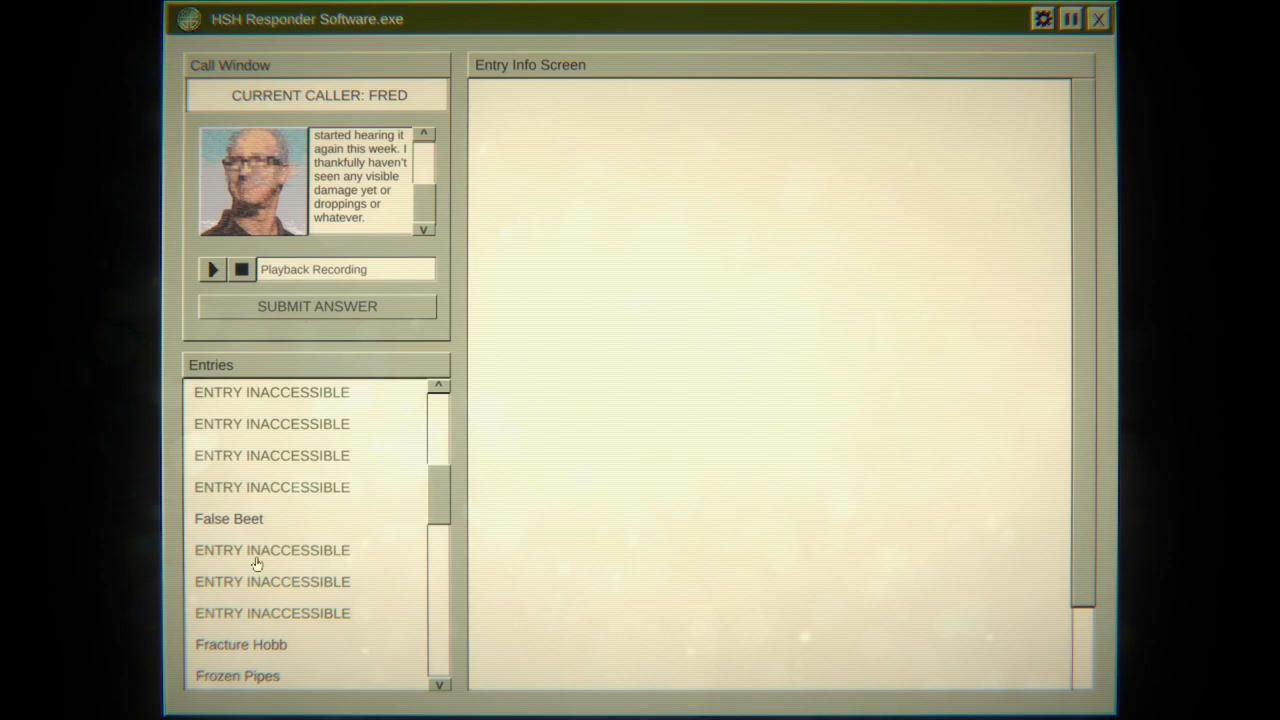 HSH Responder Software.exe
X
Call Window
Entry Info Screen
CURRENT CALLER: FRED
started hearing it
again this week. I
thankfully haven't
seen any visible
damage yet or
droppings or
whatever.
Playback Recording
SUBMIT ANSWER
Entries
ENTRY INACCESSIBLE
ENTRY INACCESSIBLE
ENTRY INACCESSIBLE
ENTRY INACCESSIBLE
False Beet
ENTRY INACCESSIBLE
ENTRY INACCESSIBLE
ENTRY INACCESSIBLE
Fracture Hobb
Frozen Pipes